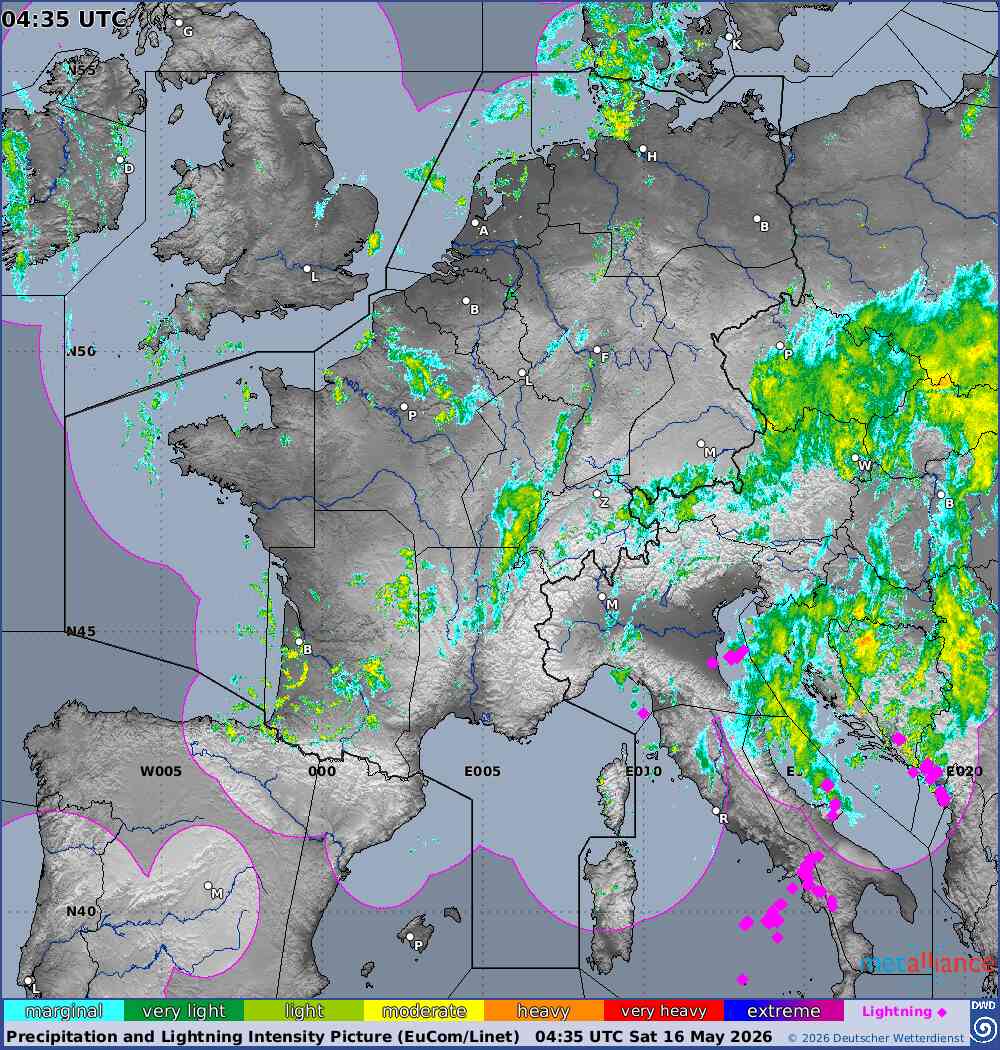 04:35 UTC
G
K
N55
D
H
A
B
L
B
N50
P
F
L
P
M
W
Z
B
M
N45
B
W005
000
E005
E010
E020
R
M
N40
P
L
metalliance
marginal very light light moderate heavy very heavy extreme Lightning
DWD
Precipitation and Lightning Intensity Picture (EuCom/Linet) 04:35 UTC Sat 16 May 2026 © 2026 Deutscher Wetterdienst